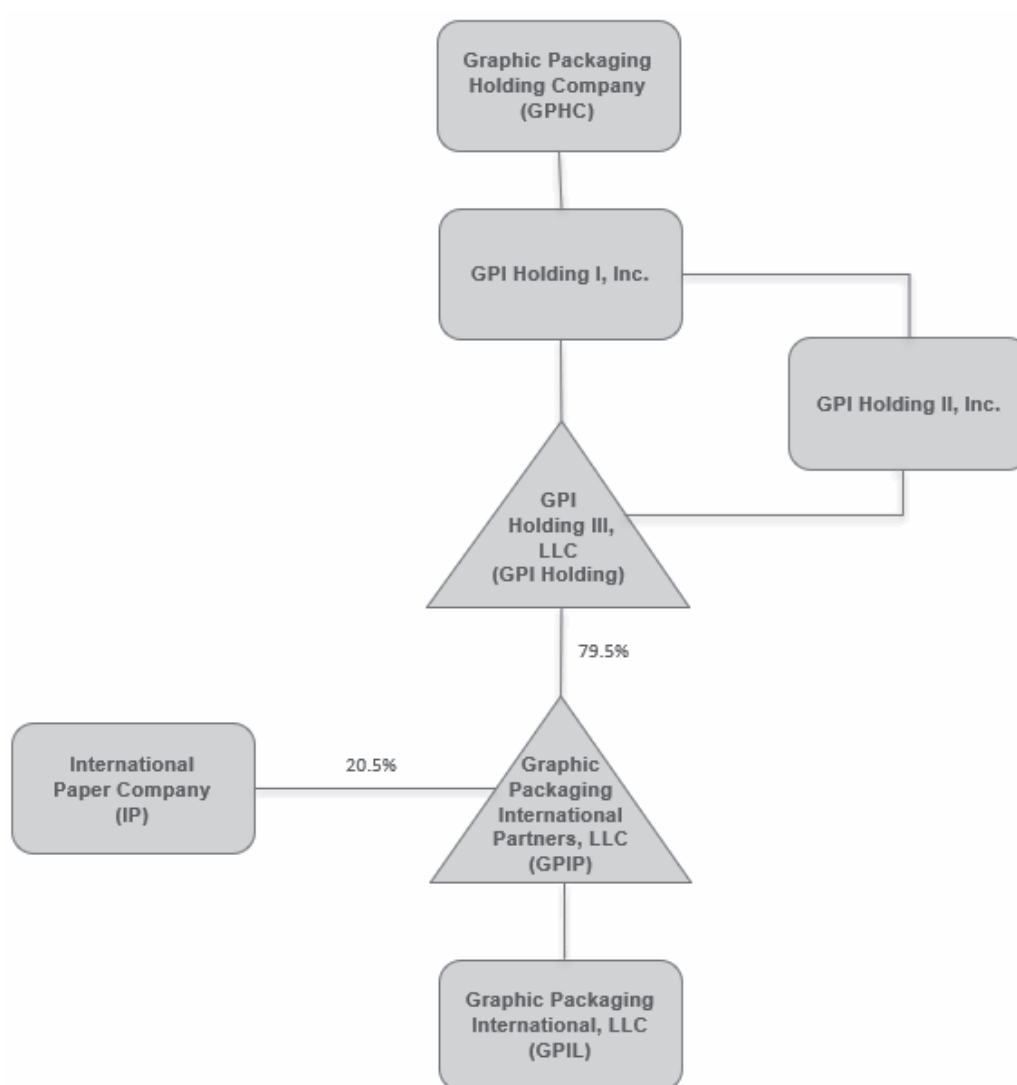 Graphic Packaging
Holding Company
(GPHC)
GPI Holding I, Inc.
GPI Holding II, Inc.
GPI
Holding III,
LLC
(GPI Holding)
79.5%
International
Paper Company
(IP)
20.5%
Graphic
Packaging
International
Partners, LLC
(GPIP)
Graphic Packaging
International, LLC
(GPIL)